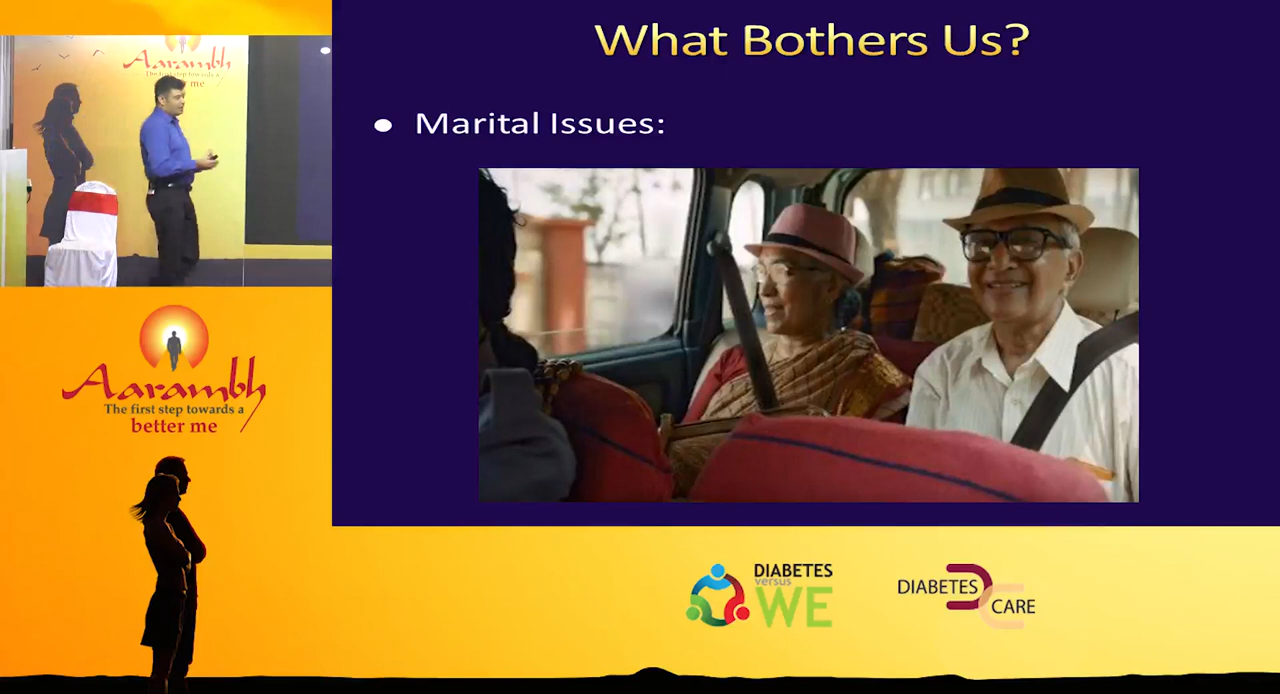 Aarambh
The first step towards a
better me
What Bothers Us?
Marital Issues:
Aarambh
The first step towards a
better me
DIABETES
versus
WE
DIABETES
CARE